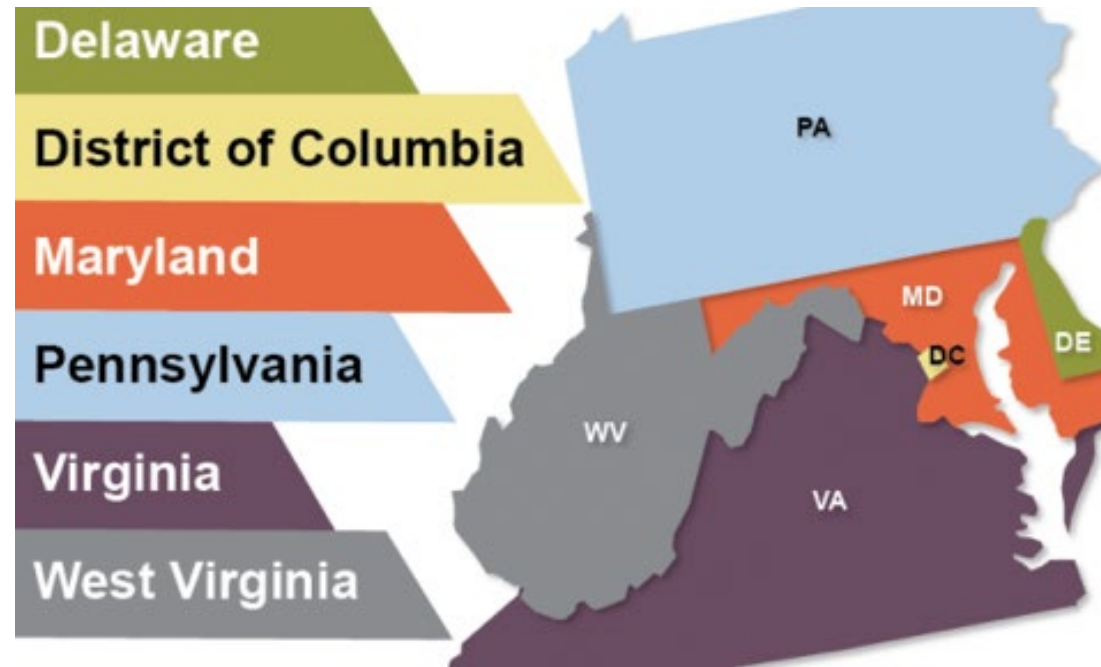 Delaware
District of Columbia
Maryland
Pennsylvania
Virginia
West Virginia
PA
MD
DC
DE
WV
VA